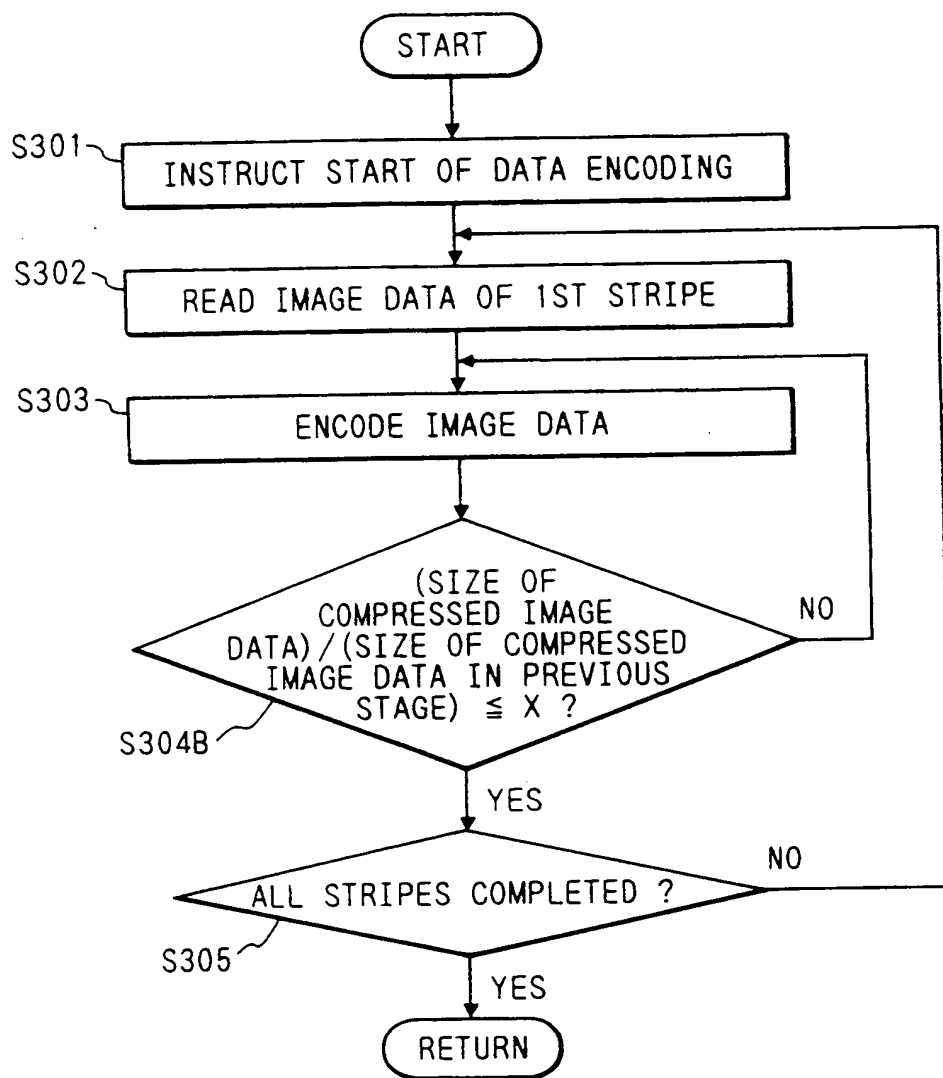 START
S301
INSTRUCT START OF DATA ENCODING
S302
READ IMAGE DATA OF 1ST STRIPE
S303
ENCODE IMAGE DATA
(SIZE OF
COMPRESSED IMAGE
DATA)/(SIZE OF COMPRESSED
IMAGE DATA IN PREVIOUS
STAGE) ≦ X ?
NO
S304B
YES
ALL STRIPES COMPLETED ?
NO
S305
YES
RETURN